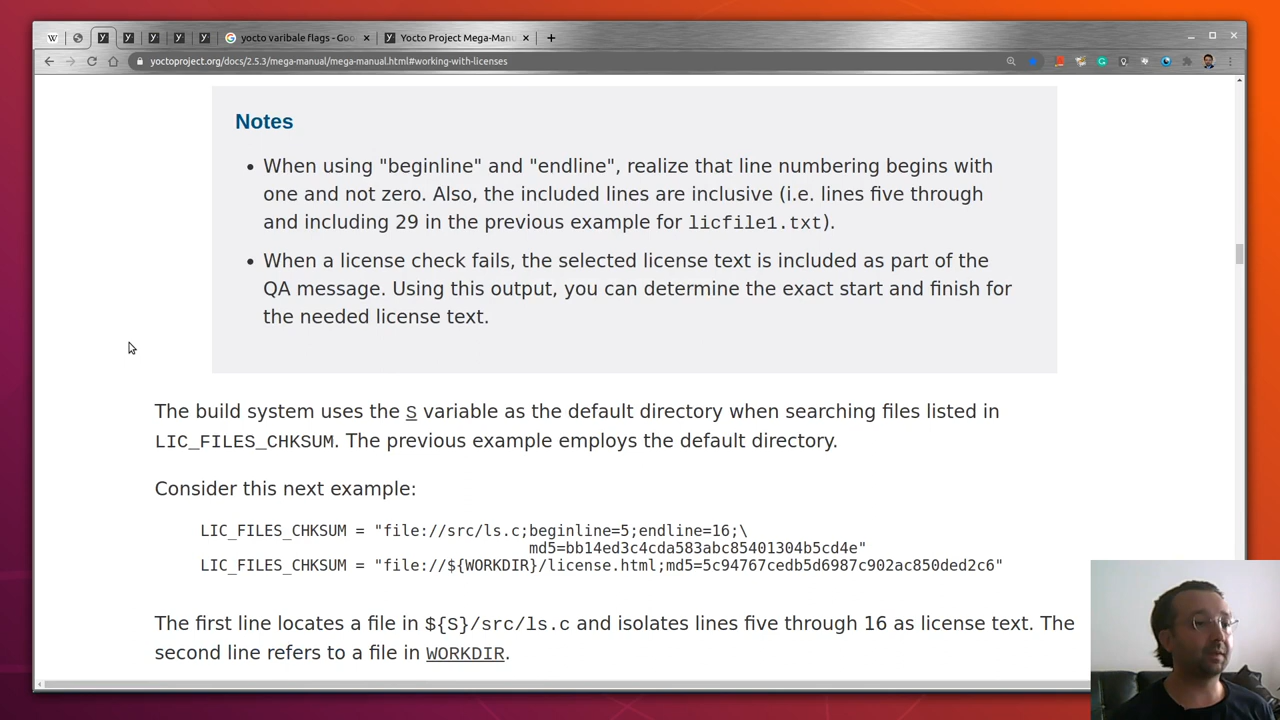 yocto varibale flags - Goo
Yocto Project Mega-Manu
yoctoproject.org/docs/2.5.3/mega-manual/mega-manual.html#working-with-licenses
Notes
• When using "beginline" and "endline", realize that line numbering begins with
one and not zero. Also, the included lines are inclusive (i.e. lines five through
and including 29 in the previous example for licfile1.txt).
• When a license check fails, the selected license text is included as part of the
QA message. Using this output, you can determine the exact start and finish for
the needed license text.
The build system uses the S variable as the default directory when searching files listed in
LIC_FILES_CHKSUM. The previous example employs the default directory.
Consider this next example:
LIC_FILES_CHKSUM = "file://src/ls.c;beginline=5;endline=16;\
md5=bb14ed3c4cda583abc85401304b5cd4e"
LIC_FILES_CHKSUM = "file://${WORKDIR}/license.html;md5=5c94767cedb5d6987c902ac850ded2c6"
The first line locates a file in ${S}/src/ls.c and isolates lines five through 16 as license text. The
second line refers to a file in WORKDIR.